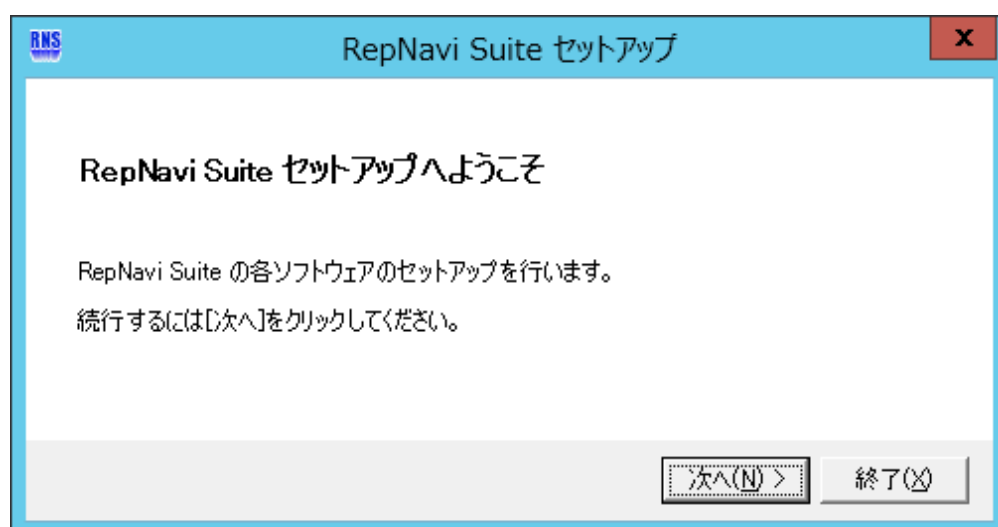 RNS
RepNavi Suite セットアップ
x
RepNavi Suite セットアップへようこそ
RepNavi Suite の各ソフトウェアのセットアップを行います。
続行するには[次へ]をクリックしてください。
次へ(N) >
終了(X)